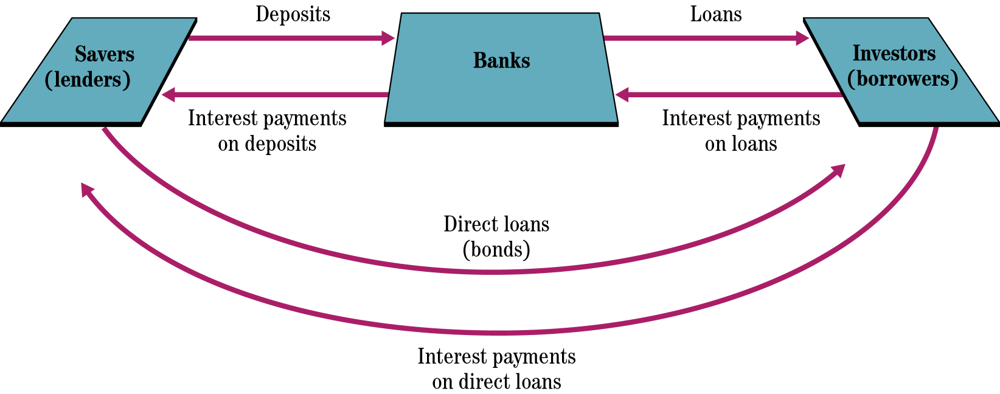 Deposits
Loans
Savers
(lenders)
Banks
Investors
(borrowers)
Interest payments
on deposits
Interest payments
on loans
Direct loans
(bonds)
Interest payments
on direct loans